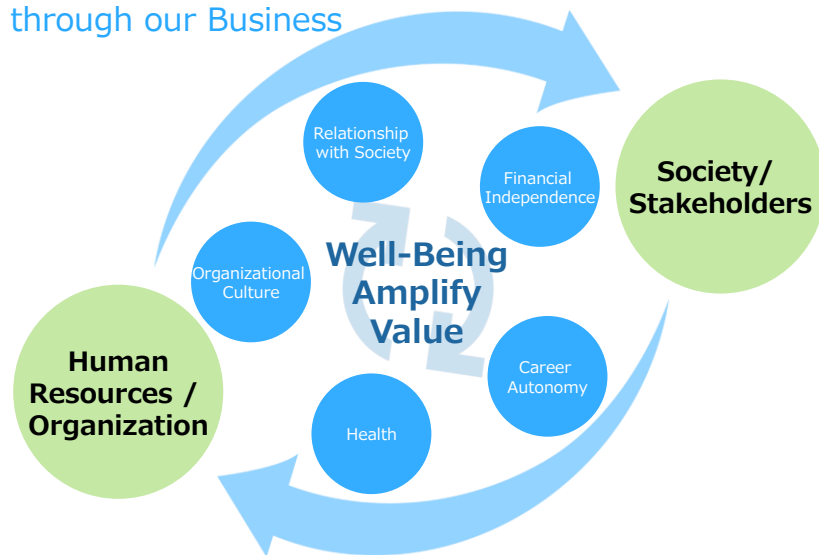 through our Business
Relationship
with Society
Financial
Independence
Society/
Stakeholders
Organizational
Culture
Well-Being
Amplify
Value
Human
Resources /
Organization
Career
Autonomy
Health